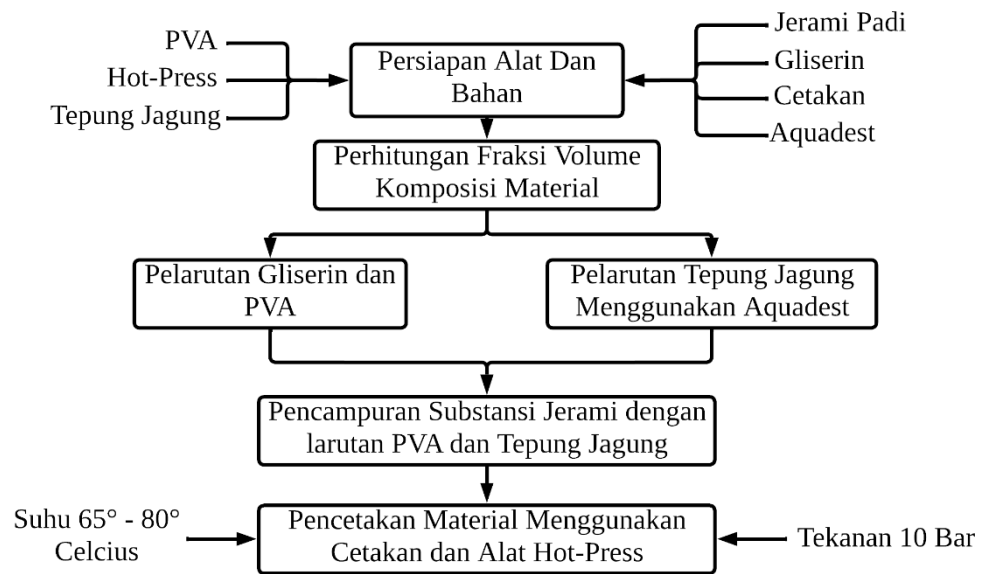 PVA
Hot-Press
Tepung Jagung
Persiapan Alat Dan
Bahan
Jerami Padi
Gliserin
Cetakan
Aquadest
Perhitungan Fraksi Volume
Komposisi Material
Pelarutan Gliserin dan
PVA
Pelarutan Tepung Jagung
Menggunakan Aquadest
Pencampuran Substansi Jerami dengan
larutan PVA dan Tepung Jagung
Suhu 65° - 80°
Celcius
Pencetakan Material Menggunakan
Cetakan dan Alat Hot-Press
Tekanan 10 Bar